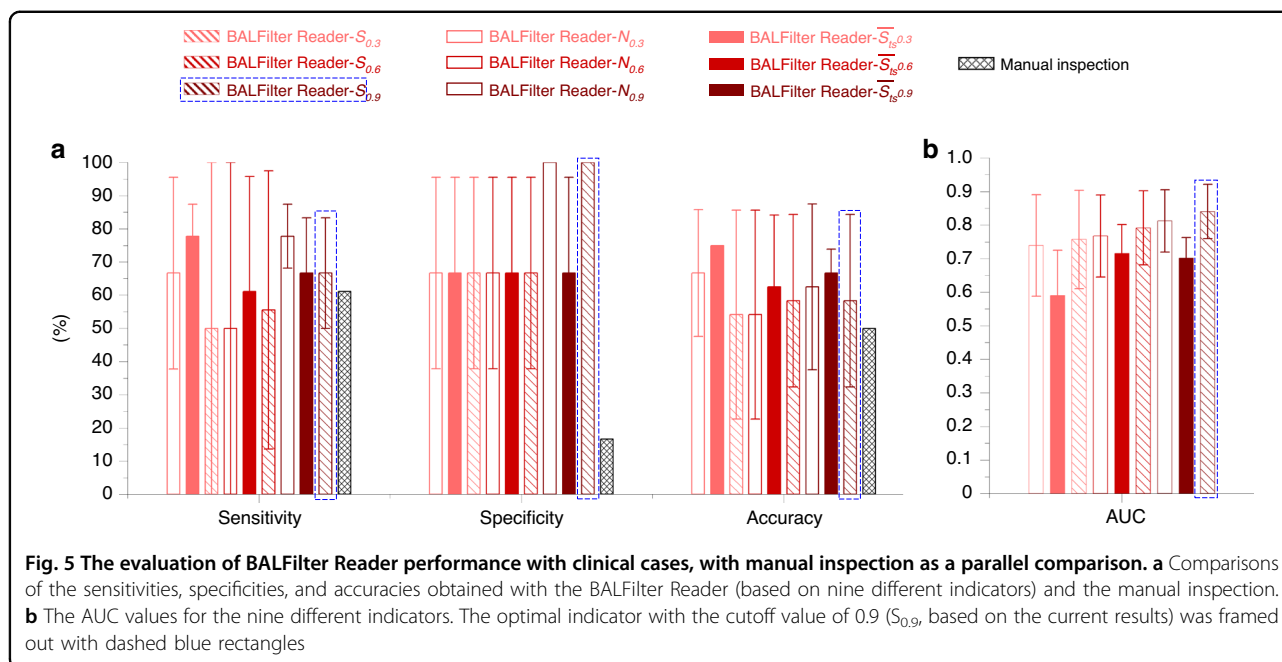 BALFilter Reader-S0.3 BALFilter Reader-N0.3 BALFilter Reader-S̅t̅s̅0.3
BALFilter Reader-S0.6 BALFilter Reader-N0.6 BALFilter Reader-S̅t̅s̅0.6 Manual inspection
BALFilter Reader-S0.9 BALFilter Reader-N0.9 BALFilter Reader-S̅t̅s̅0.9
a
100
90
80
70
60
50
40
30
20
10
0
(%)
Sensitivity Specificity Accuracy
b
1.0
0.9
0.8
0.7
0.6
0.5
0.4
0.3
0.2
0.1
0
AUC
Fig. 5 The evaluation of BALFilter Reader performance with clinical cases, with manual inspection as a parallel comparison. a Comparisons
of the sensitivities, specificities, and accuracies obtained with the BALFilter Reader (based on nine different indicators) and the manual inspection.
b The AUC values for the nine different indicators. The optimal indicator with the cutoff value of 0.9 (S0.9, based on the current results) was framed
out with dashed blue rectangles